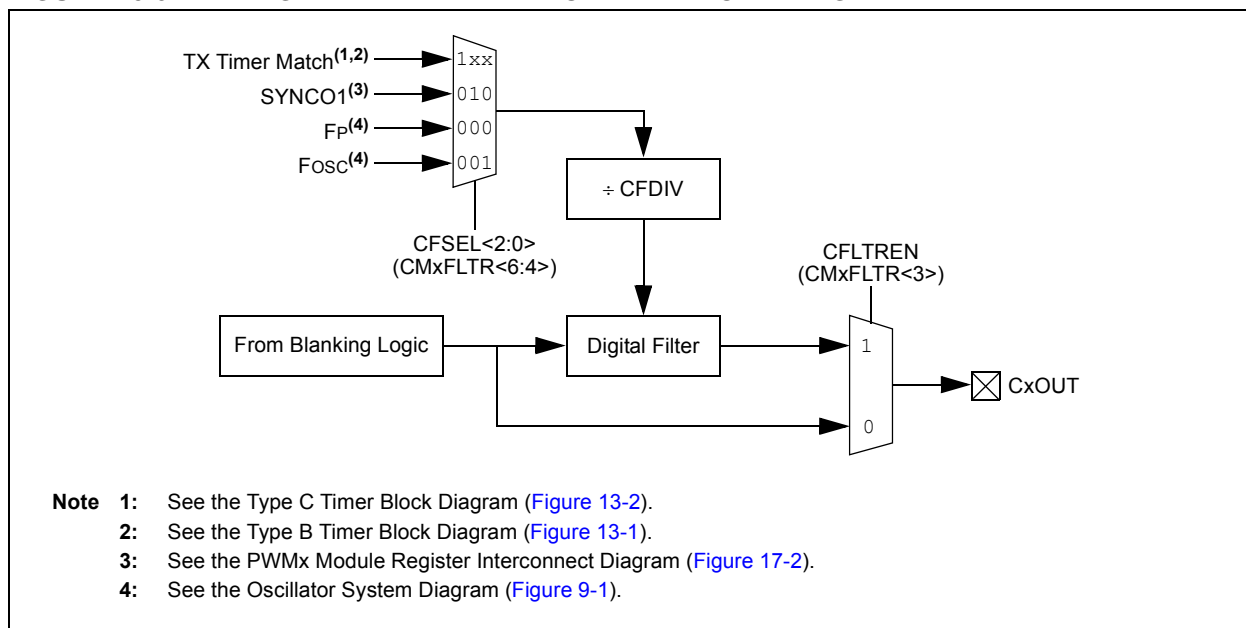 TX Timer Match(1,2)
SYNCO1(3)
FP(4)
FOSC(4)
1xx
010
000
001
÷ CFDIV
CFSEL<2:0>
(CMxFLTR<6:4>)
CFLTREN
(CMxFLTR<3>)
From Blanking Logic
Digital Filter
1
0
CxOUT
Note 1: See the Type C Timer Block Diagram (Figure 13-2).
2: See the Type B Timer Block Diagram (Figure 13-1).
3: See the PWMx Module Register Interconnect Diagram (Figure 17-2).
4: See the Oscillator System Diagram (Figure 9-1).